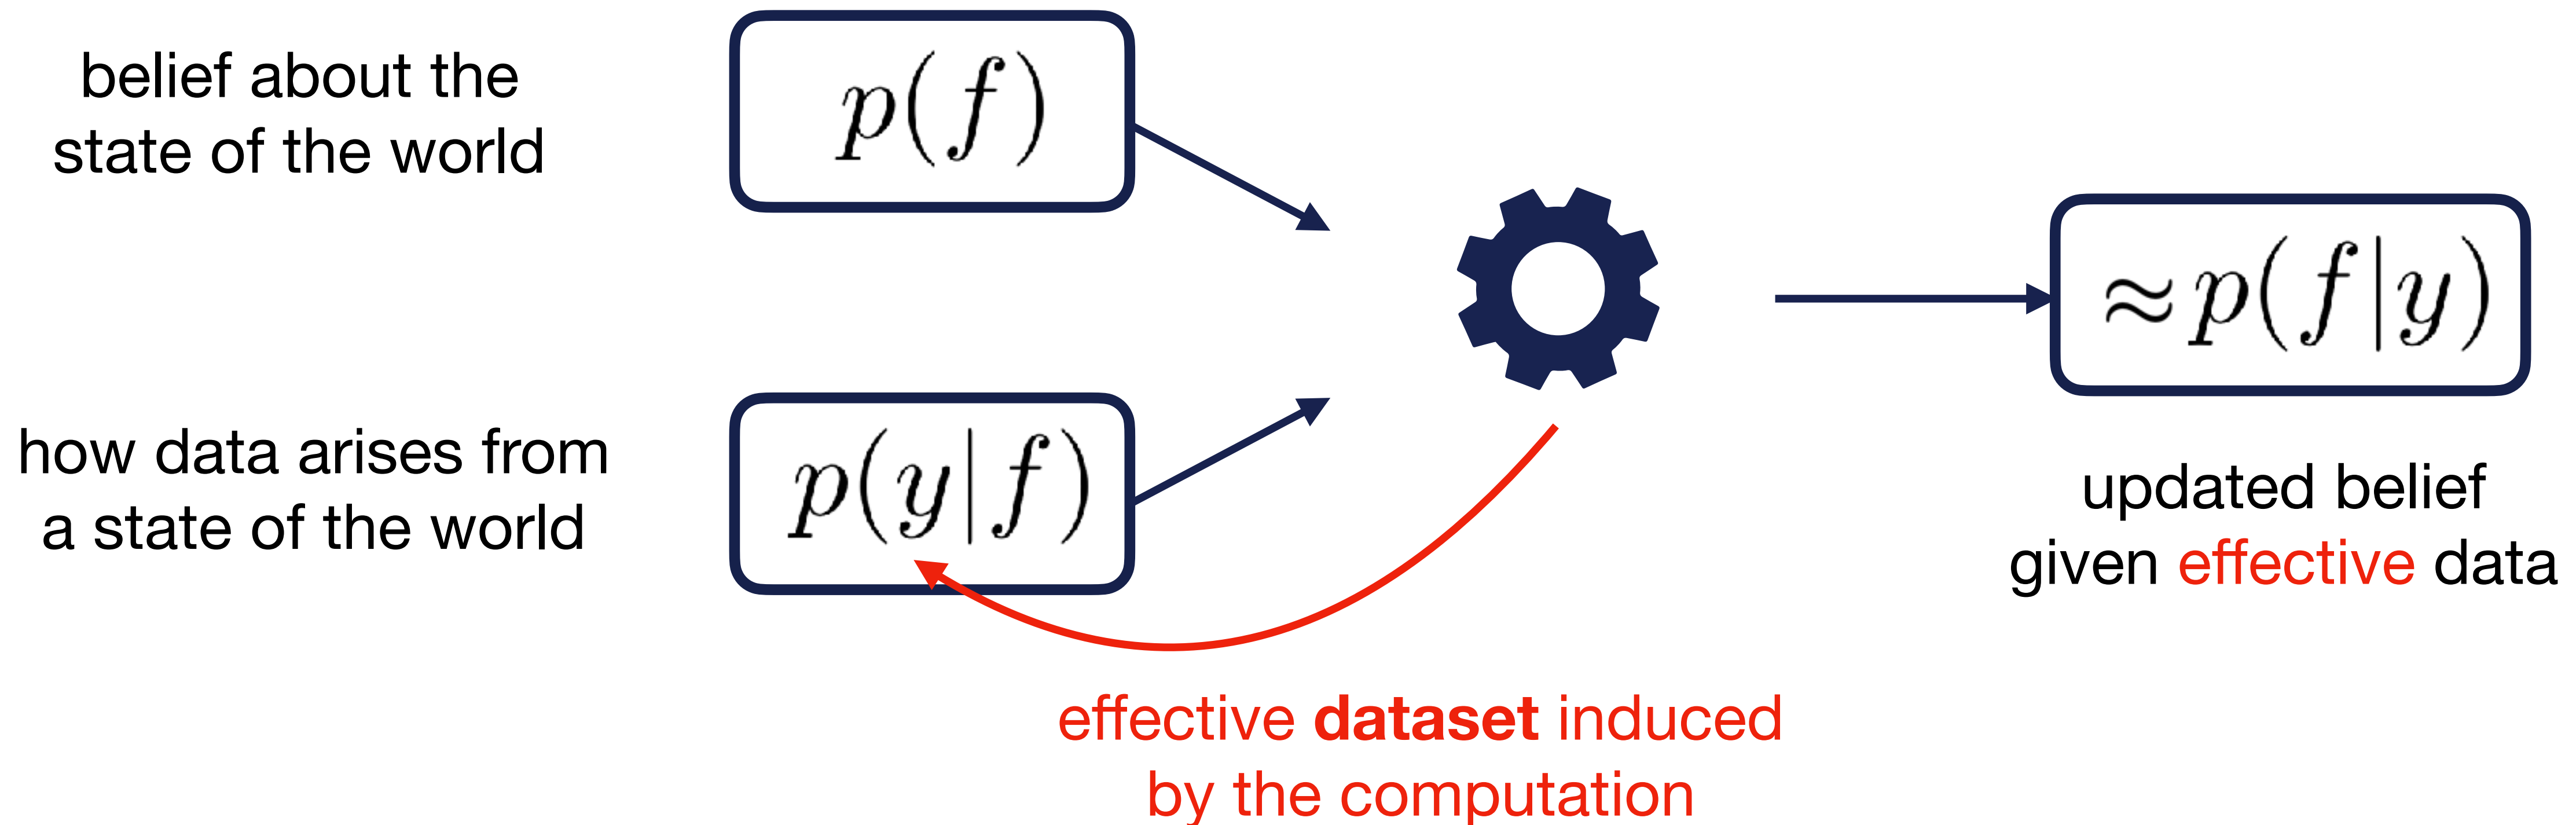 belief about the
state of the world
p(f)
how data arises from
a state of the world
p(y|f)
≈p(f|y)
updated belief
given effective data
effective dataset induced
by the computation